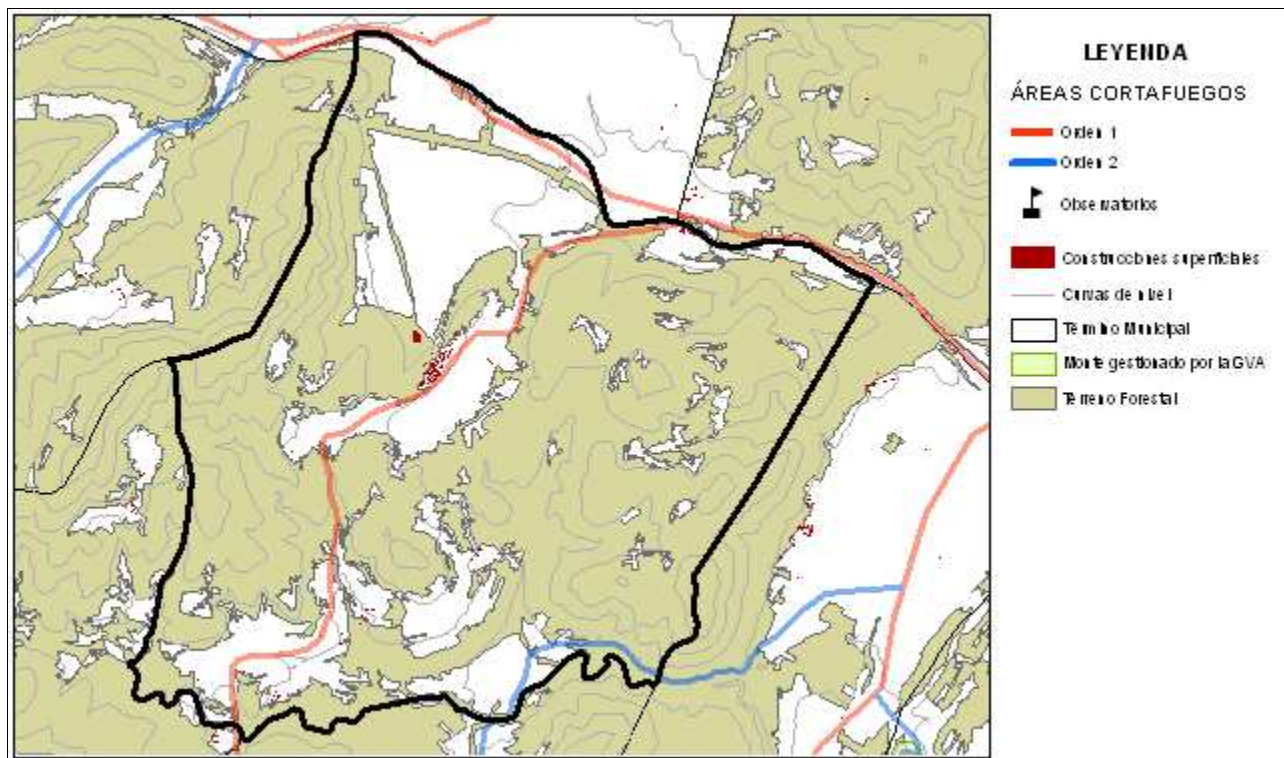 LEYENDA
ÁREAS CORTAFUEGOS
Orden 1
Orden 2
Observatorios
Construcciones superficiales
Curvas de nivel
Término Municipal
Monte gestionado por la GVA
Terreno Forestal